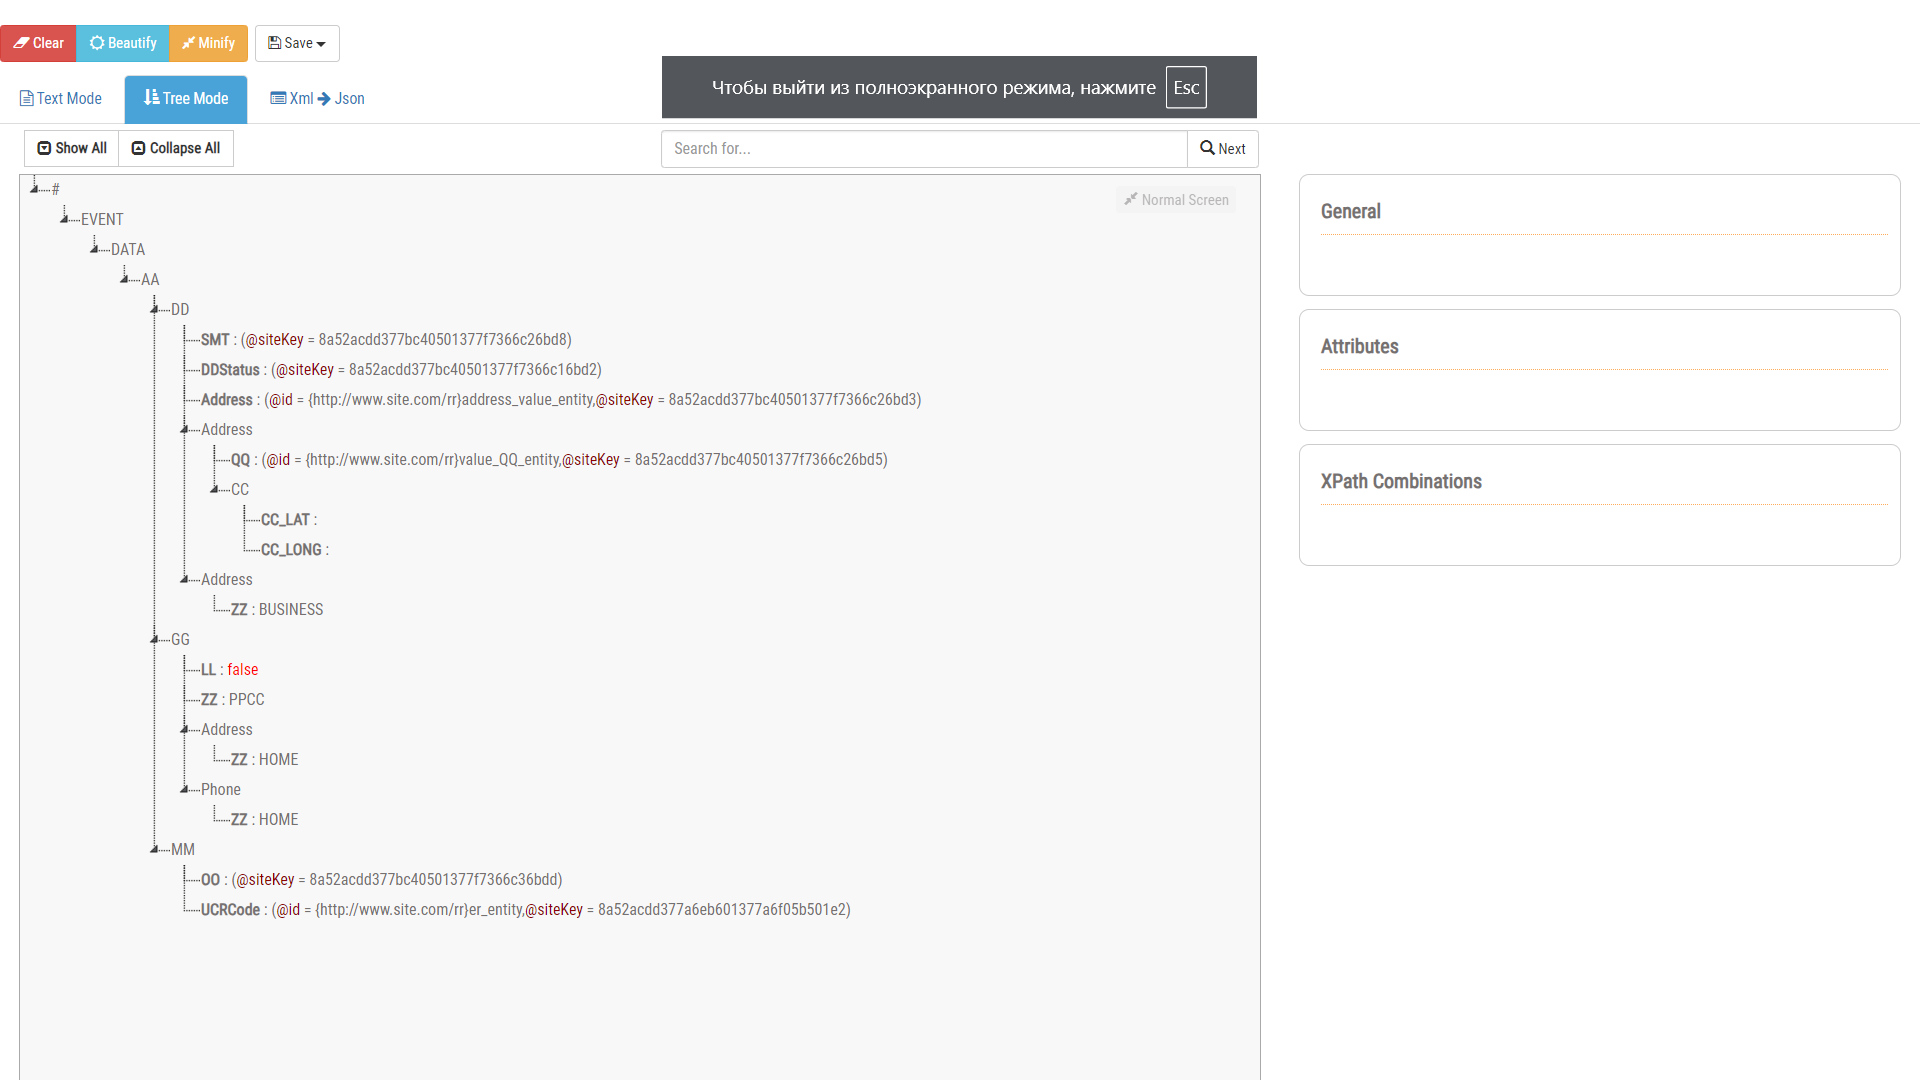 Clear Beautify Minify Save
Чтобы выйти из полноэкранного режима, нажмите Esc
Text Mode Tree Mode Xml Json
Show All Collapse All Search for... Next
#
Normal Screen
EVENT
DATA
AA
DD
SMT : (@siteKey = 8a52acdd377bc40501377f7366c26bd8)
DDStatus : (@siteKey = 8a52acdd377bc40501377f7366c16bd2)
Address : (@id = {http://www.site.com/rr}address_value_entity,@siteKey = 8a52acdd377bc40501377f7366c26bd3)
Address
QQ : (@id = {http://www.site.com/rr}value_QQ_entity,@siteKey = 8a52acdd377bc40501377f7366c26bd5)
CC
CC_LAT :
CC_LONG :
Address
ZZ : BUSINESS
GG
LL : false
ZZ : PPCC
Address
ZZ : HOME
Phone
ZZ : HOME
MM
OO : (@siteKey = 8a52acdd377bc40501377f7366c36bdd)
UCRCode : (@id = {http://www.site.com/rr}er_entity,@siteKey = 8a52acdd377a6eb601377a6f05b501e2)
General
Attributes
XPath Combinations